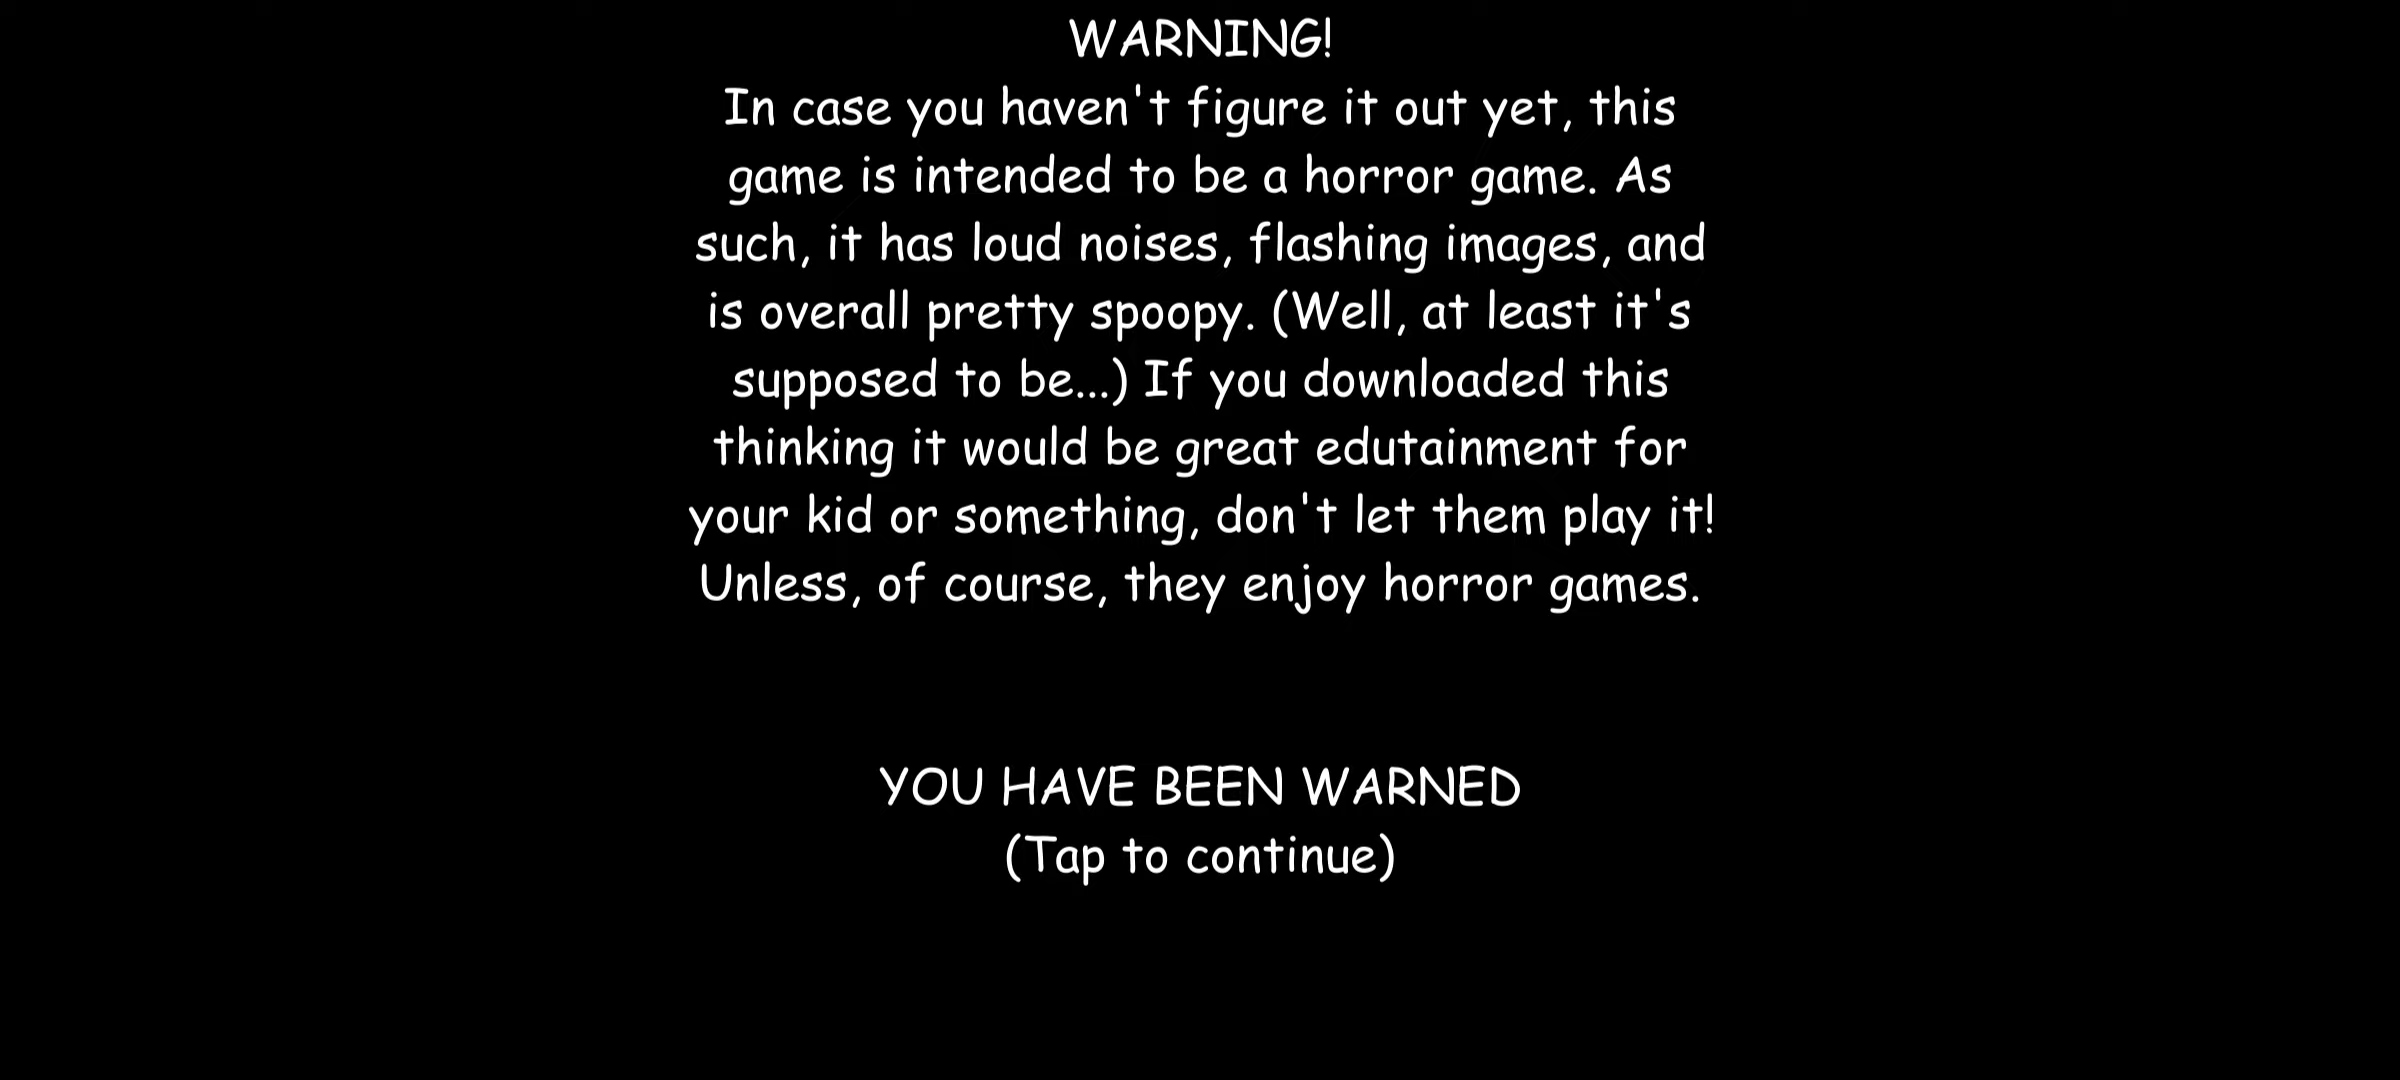 WARNING!
In case you haven't figure it out yet, this
game is intended to be a horror game. As
such, it has loud noises, flashing images, and
is overall pretty spoopy. (Well, at least it's
supposed to be...) If you downloaded this
thinking it would be great edutainment for
your kid or something, don't let them play it!
Unless, of course, they enjoy horror games.
YOU HAVE BEEN WARNED
(Tap to continue)